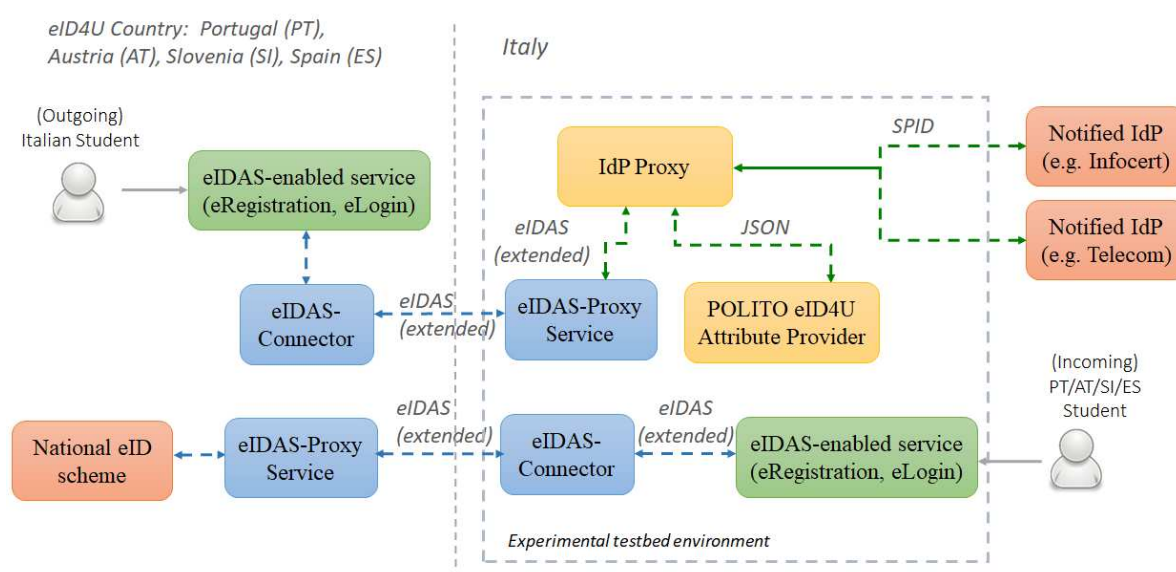 eID4U Country: Portugal (PT),
Austria (AT), Slovenia (SI), Spain (ES)
Italy
(Outgoing)
Italian Student
eIDAS-enabled service
(eRegistration, eLogin)
IdP Proxy
SPID
Notified IdP
(e.g. Infocert)
eIDAS
(extended)
JSON
Notified IdP
(e.g. Telecom)
eIDAS-
Connector
eIDAS
(extended)
eIDAS-Proxy
Service
POLITO eID4U
Attribute Provider
(Incoming)
PT/AT/SI/ES
Student
National eID
scheme
eIDAS-Proxy
Service
eIDAS
(extended)
eIDAS-
Connector
eIDAS
(extended)
eIDAS-enabled service
(eRegistration, eLogin)
Experimental testbed environment